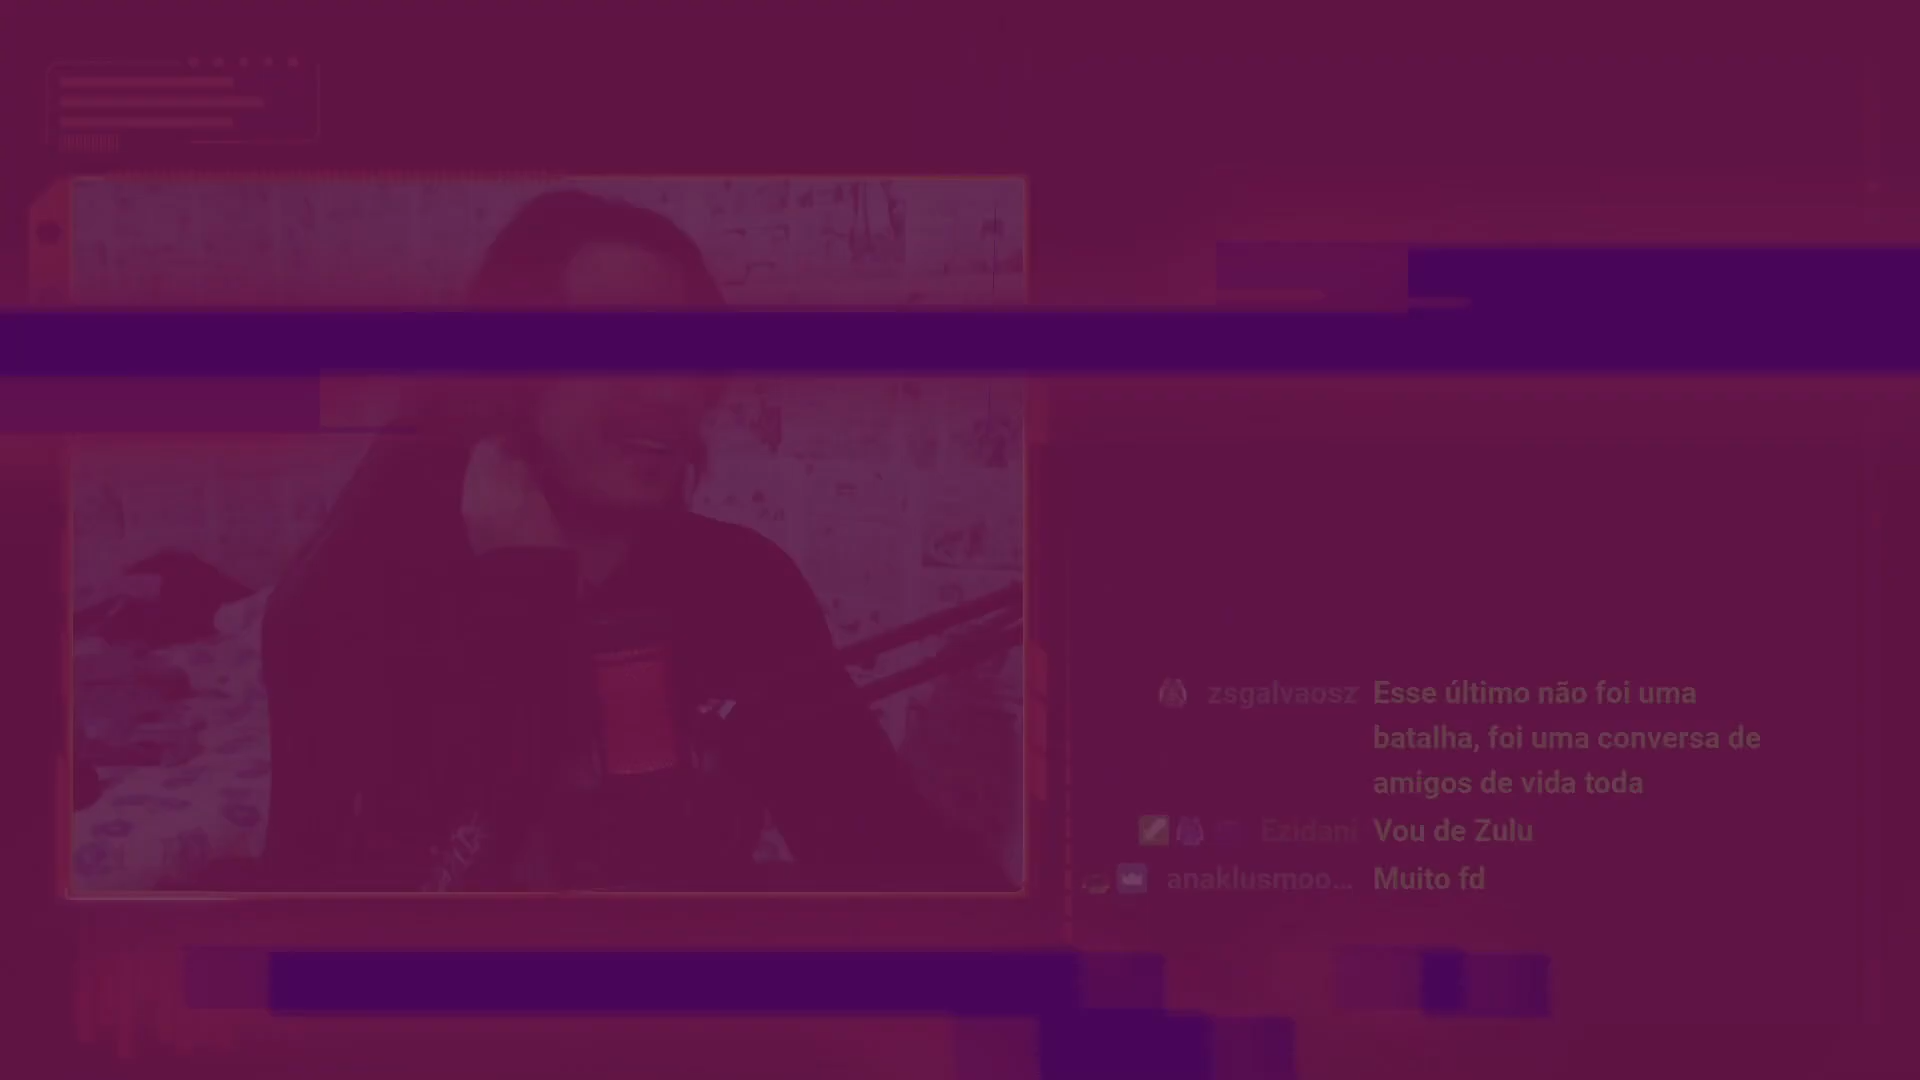 zsgalvaosz Esse último não foi uma
batalha, foi uma conversa de
amigos de vida toda
Ezidani Vou de Zulu
anaklusmoo... Muito fd